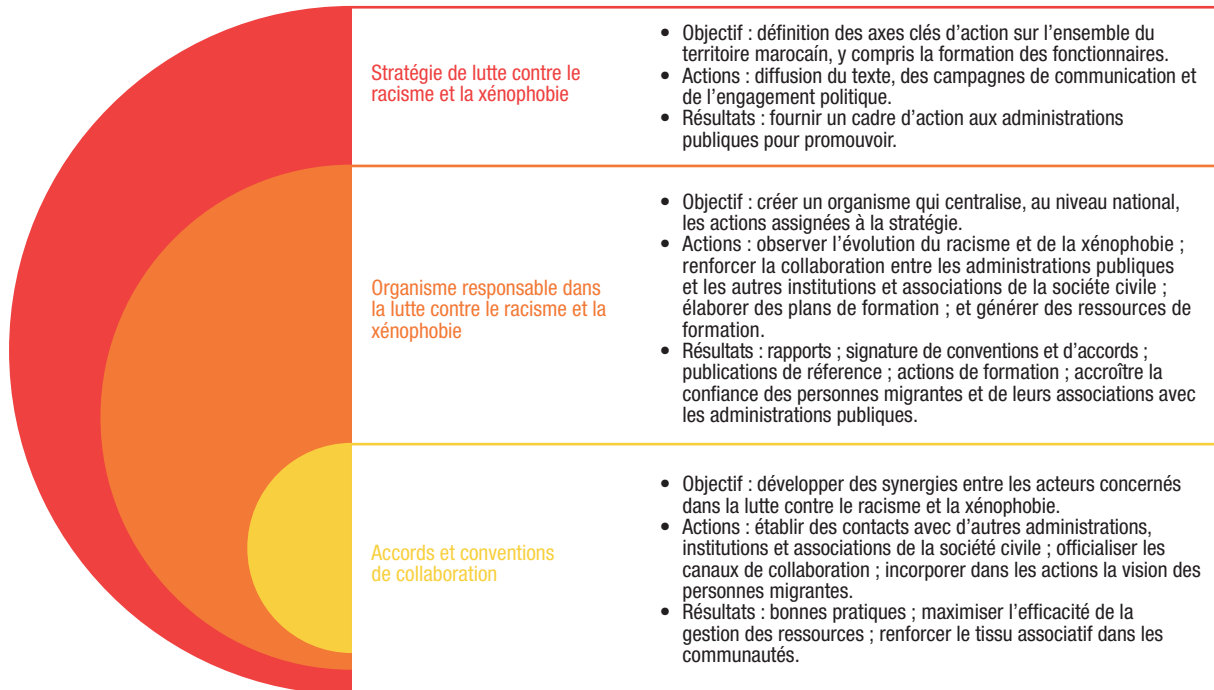 Stratégie de lutte contre le
racisme et la xénophobie
• Objectif : définition des axes clés d’action sur l’ensemble du
territoire marocaín, y compris la formation des fonctionnaires.
• Actions : diffusion du texte, des campagnes de communication et
de l’engagement politique.
• Résultats : fournir un cadre d’action aux administrations
publiques pour promouvoir.
Organisme responsable dans
la lutte contre le racisme et la
xénophobie
• Objectif : créer un organisme qui centralise, au niveau national,
les actions assignées à la stratégie.
• Actions : observer l’évolution du racisme et de la xénophobie ;
renforcer la collaboration entre les administrations publiques
et les autres institutions et associations de la sociéte civile ;
élaborer des plans de formation ; et générer des ressources de
formation.
• Résultats : rapports ; signature de conventions et d’accords ;
publications de réference ; actions de formation ; accroître la
confiance des personnes migrantes et de leurs associations avec
les administrations publiques.
Accords et conventions
de collaboration
• Objectif : développer des synergies entre les acteurs concernés
dans la lutte contre le racisme et la xénophobie.
• Actions : établir des contacts avec d’autres administrations,
institutions et associations de la société civile ; officialiser les
canaux de collaboration ; incorporer dans les actions la vision des
personnes migrantes.
• Résultats : bonnes pratiques ; maximiser l’efficacité de la
gestion des ressources ; renforcer le tissu associatif dans les
communautés.